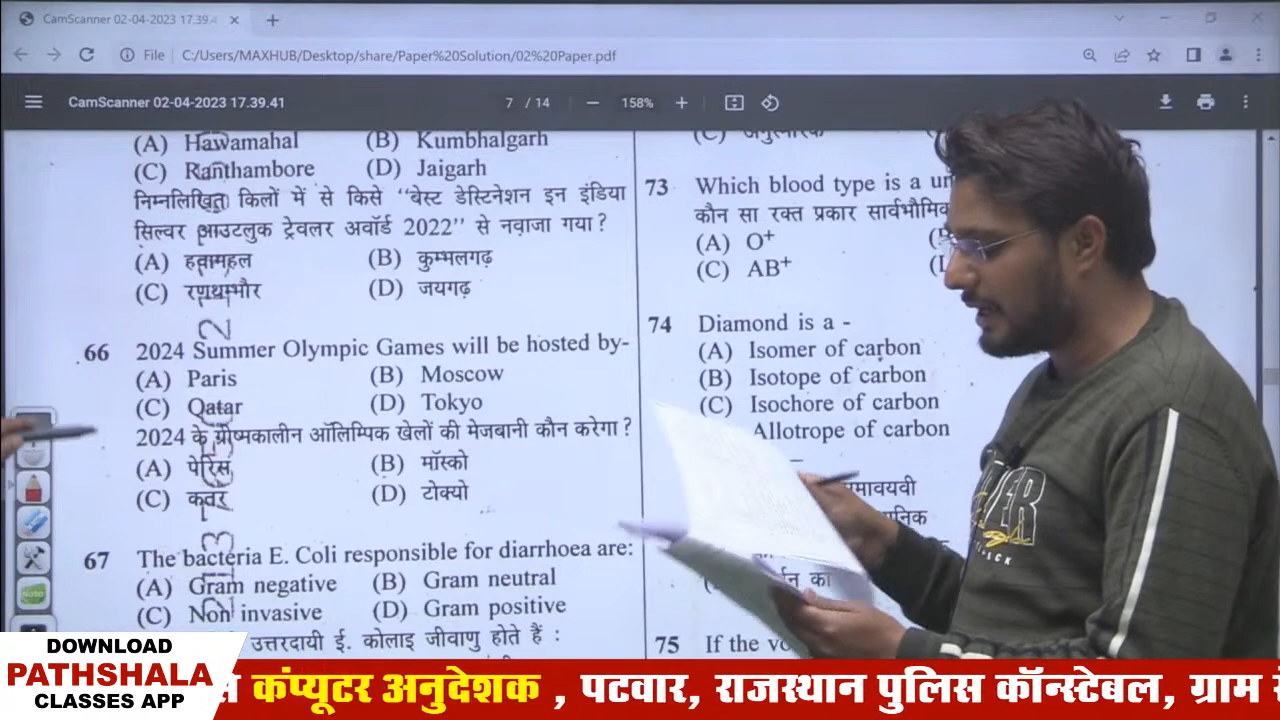 CamScanner 02-04-2023 17.39.4
File C:/Users/MAXHUB/Desktop/share/Paper%20Solution/02%20Paper.pdf
CamScanner 02-04-2023 17.39.41
7 / 14
158%
(A) Hawamahal (B) Kumbhalgarh
(C) Ranthambore (D) Jaigarh
निम्नलिखित किलों में से किसे "बेस्ट डेस्टिनेशन इन इंडिया
सिल्वर आउटलुक ट्रेवलर अवॉर्ड 2022" से नवाजा गया?
(A) हवामहल (B) कुम्भलगढ़
(C) रणथम्भौर (D) जयगढ़
66 2024 Summer Olympic Games will be hosted by-
(A) Paris (B) Moscow
(C) Qatar (D) Tokyo
2024 के ग्रीष्मकालीन ऑलिम्पिक खेलों की मेजबानी कौन करेगा?
(A) पेरिस (B) मॉस्को
(C) कतर (D) टोक्यो
67 The bacteria E. Coli responsible for diarrhoea are:
(A) Gram negative (B) Gram neutral
(C) Non invasive (D) Gram positive
उत्तरदायी ई. कोलाइ जीवाणु होते हैं :
73 Which blood type is a
कौन सा रक्त प्रकार सार्वभौमिक
(A) O+
(C) AB+
74 Diamond is a -
(A) Isomer of carbon
(B) Isotope of carbon
(C) Isochore of carbon
Allotrope of carbon
75 If the
DOWNLOAD
PATHSHALA
CLASSES APP
कंप्यूटर अनुदेशक , पटवार, राजस्थान पुलिस कॉन्स्टेबल, ग्राम